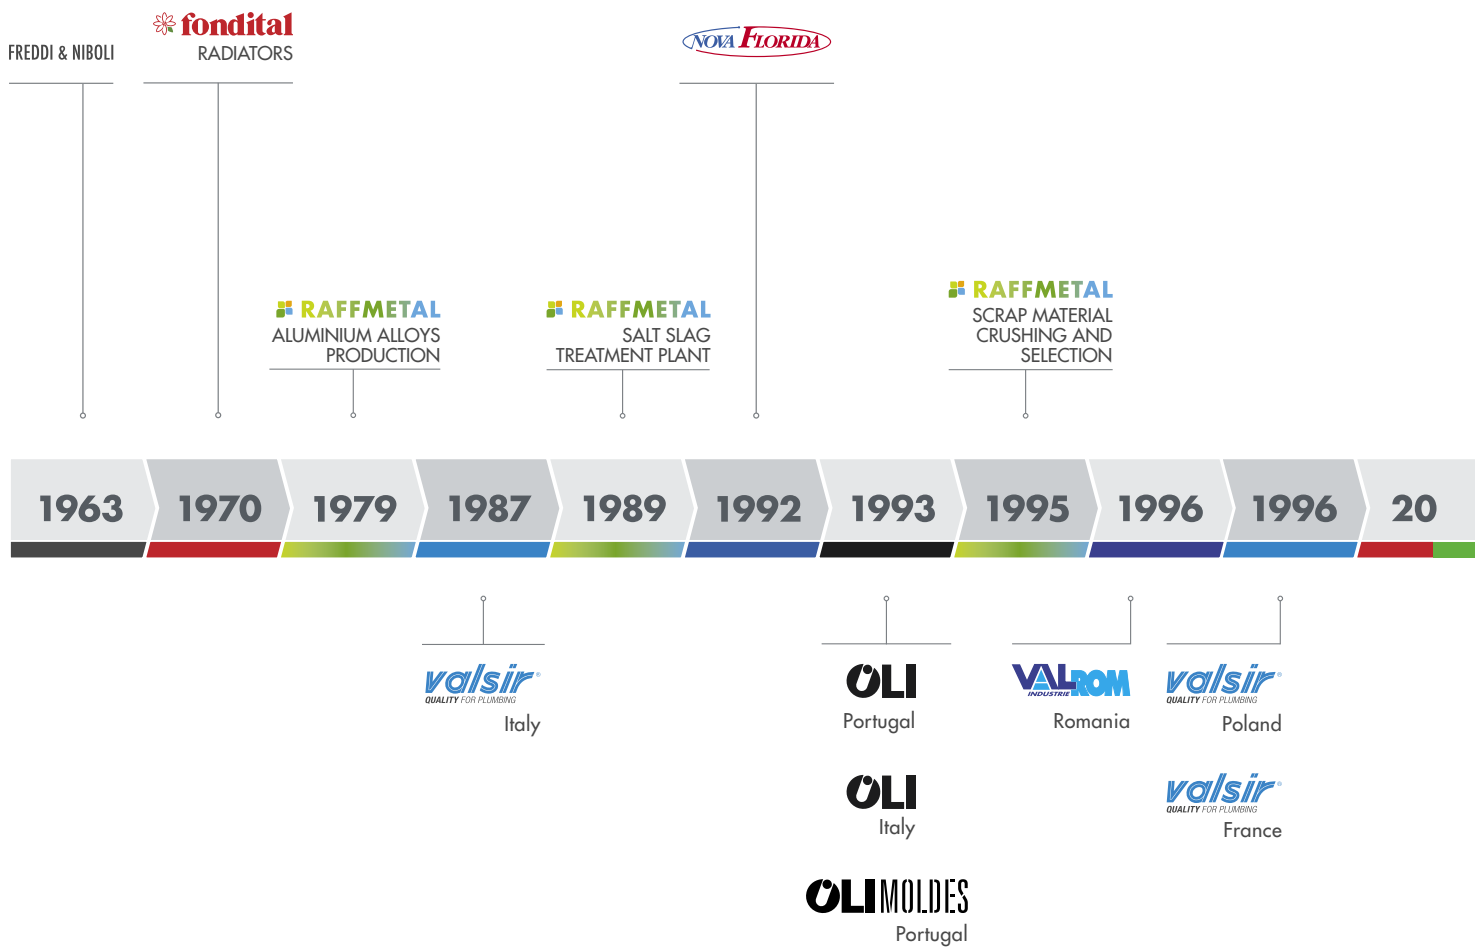 FREDDI & NIBOLI
fondital
RADIATORS
NOVA FLORIDA
RAFFMETAL
ALUMINIUM ALLOYS
PRODUCTION
RAFFMETAL
SALT SLAG
TREATMENT PLANT
RAFFMETAL
SCRAP MATERIAL
CRUSHING AND
SELECTION
1963 1970 1979 1987 1989 1992 1993 1995 1996 1996 20
valsir®
QUALITY FOR PLUMBING
Italy
OLI
Portugal
OLI
Italy
OLI MOLDES
Portugal
VALROM
INDUSTRIE
Romania
valsir®
QUALITY FOR PLUMBING
Poland
valsir®
QUALITY FOR PLUMBING
France